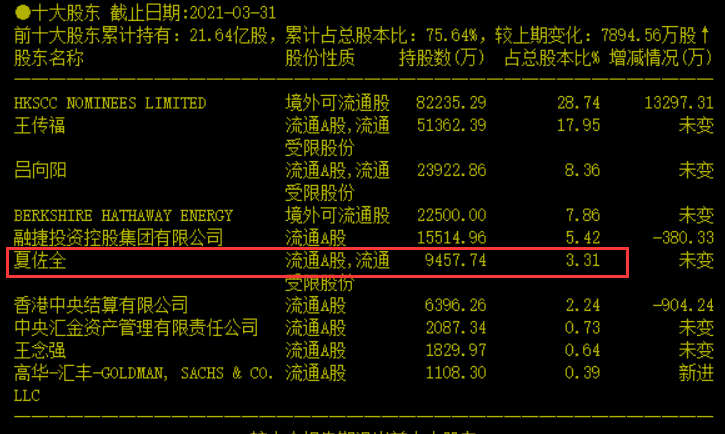 ●十大股东 截止日期:2021-03-31
前十大股东累计持有: 21.64亿股, 累计占总股本比: 75.64%, 较上期变化: 7894.56万股↑
股东名称 股份性质 持股数(万) 占总股本比% 增减情况(万)
HKSCC NOMINEES LIMITED 境外可流通股 82235.29 28.74 13297.31
王传福 流通A股,流通 51362.39 17.95 未变
受限股份
吕向阳 流通A股,流通 23922.86 8.36 未变
受限股份
BERKSHIRE HATHAWAY ENERGY 境外可流通股 22500.00 7.86 未变
融捷投资控股集团有限公司 流通A股 15514.96 5.42 -380.33
夏佐全 流通A股,流通 9457.74 3.31 未变
受限股份
香港中央结算有限公司 流通A股 6396.26 2.24 -904.24
中央汇金资产管理有限责任公司 流通A股 2087.34 0.73 未变
王念强 流通A股 1829.97 0.64 未变
高华-汇丰-GOLDMAN, SACHS & CO. 流通A股 1108.30 0.39 新进
LLC